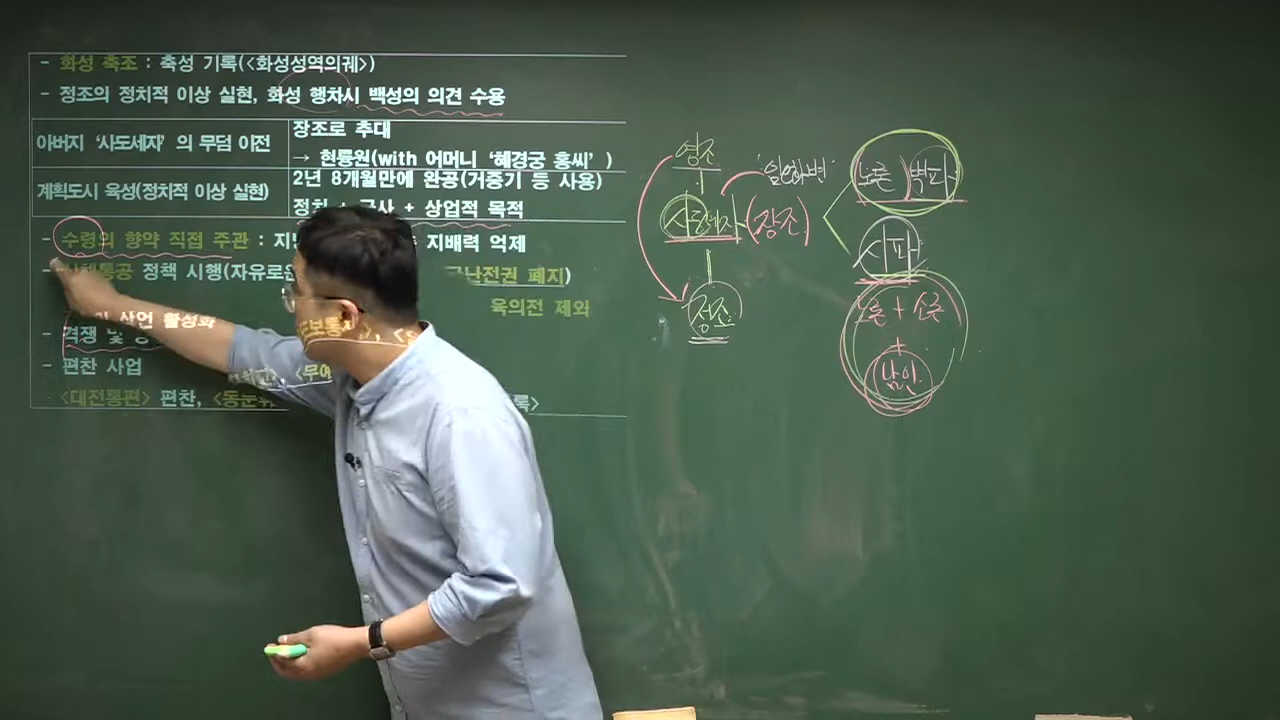 - 화성 축조 : 축성 기록(<화성성역의궤>)
- 정조의 정치적 이상 실현, 화성 행차시 백성의 의견 수용
아버지 ‘사도세자’의 무덤 이전
장조로 추대
→ 현륭원(with 어머니 ‘혜경궁 홍씨’)
계획도시 육성(정치적 이상 실현)
2년 8개월만에 완공(거중기 등 사용)
정치 + 군사 + 상업적 목적
- 수령의 향약 직접 주관 : 지 지배력 억제
- 통공 정책 시행(자유로운 금난전권 폐지)
육의전 제외
상언 활성화
- 격쟁 및
- 편찬 사업
<대전통편> 편찬, <동문휘
영조
사도세자 (장조)
정조
'임오화변'
노론 벽파
시파
노론 + 소론
+
남인